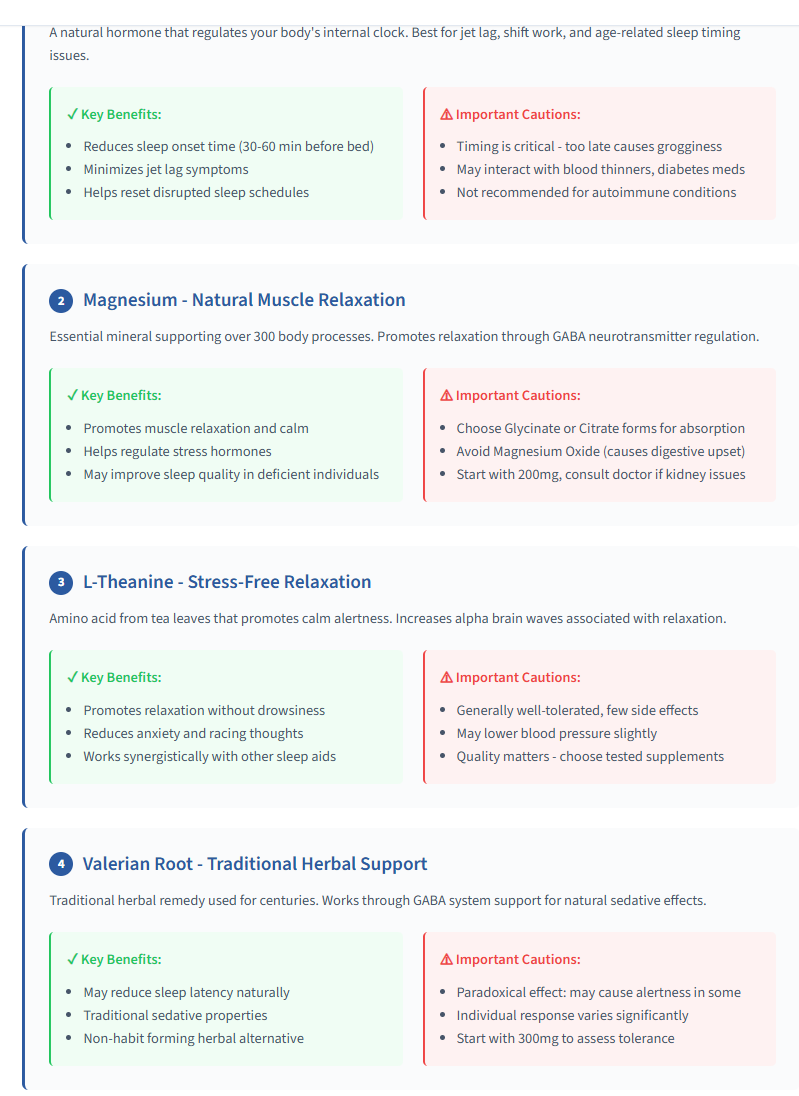 A natural hormone that regulates your body's internal clock. Best for jet lag, shift work, and age-related sleep timing
issues.
✓ Key Benefits:
• Reduces sleep onset time (30-60 min before bed)
• Minimizes jet lag symptoms
• Helps reset disrupted sleep schedules
⚠ Important Cautions:
• Timing is critical - too late causes grogginess
• May interact with blood thinners, diabetes meds
• Not recommended for autoimmune conditions
2 Magnesium - Natural Muscle Relaxation
Essential mineral supporting over 300 body processes. Promotes relaxation through GABA neurotransmitter regulation.
✓ Key Benefits:
• Promotes muscle relaxation and calm
• Helps regulate stress hormones
• May improve sleep quality in deficient individuals
⚠ Important Cautions:
• Choose Glycinate or Citrate forms for absorption
• Avoid Magnesium Oxide (causes digestive upset)
• Start with 200mg, consult doctor if kidney issues
3 L-Theanine - Stress-Free Relaxation
Amino acid from tea leaves that promotes calm alertness. Increases alpha brain waves associated with relaxation.
✓ Key Benefits:
• Promotes relaxation without drowsiness
• Reduces anxiety and racing thoughts
• Works synergistically with other sleep aids
⚠ Important Cautions:
• Generally well-tolerated, few side effects
• May lower blood pressure slightly
• Quality matters - choose tested supplements
4 Valerian Root - Traditional Herbal Support
Traditional herbal remedy used for centuries. Works through GABA system support for natural sedative effects.
✓ Key Benefits:
• May reduce sleep latency naturally
• Traditional sedative properties
• Non-habit forming herbal alternative
⚠ Important Cautions:
• Paradoxical effect: may cause alertness in some
• Individual response varies significantly
• Start with 300mg to assess tolerance